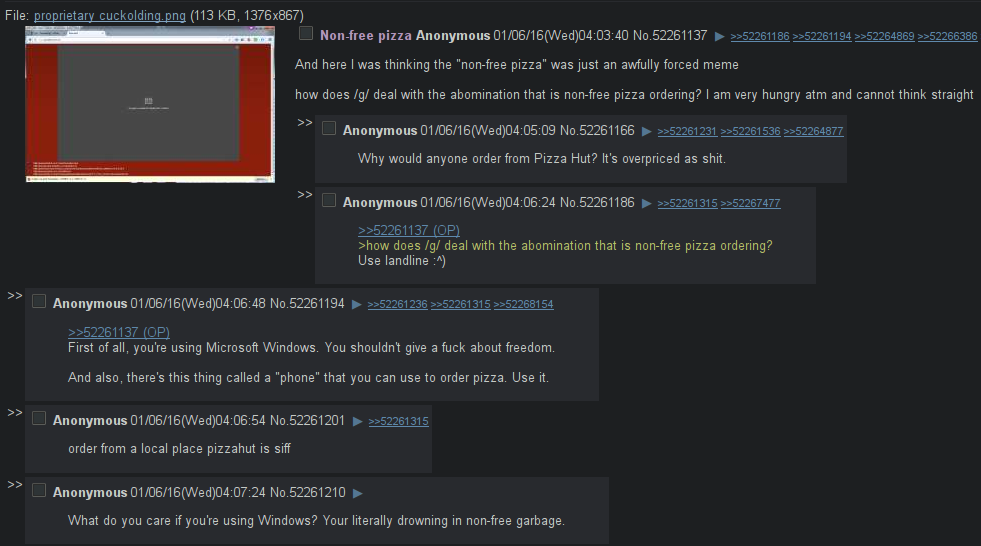 File: proprietary cuckolding.png (113 KB, 1376x867)
Non-free pizza Anonymous 01/06/16(Wed)04:03:40 No.52261137 ▶ >>52261186 >>52261194 >>52264869 >>52266386
And here I was thinking the "non-free pizza" was just an awfully forced meme
how does /g/ deal with the abomination that is non-free pizza ordering? I am very hungry atm and cannot think straight
>> Anonymous 01/06/16(Wed)04:05:09 No.52261166 ▶ >>52261231 >>52261536 >>52264877
Why would anyone order from Pizza Hut? It's overpriced as shit.
>> Anonymous 01/06/16(Wed)04:06:24 No.52261186 ▶ >>52261315 >>52267477
>>52261137 (OP)
>how does /g/ deal with the abomination that is non-free pizza ordering?
Use landline :^)
>> Anonymous 01/06/16(Wed)04:06:48 No.52261194 ▶ >>52261236 >>52261315 >>52268154
>>52261137 (OP)
First of all, you're using Microsoft Windows. You shouldn't give a fuck about freedom.
And also, there's this thing called a "phone" that you can use to order pizza. Use it.
>> Anonymous 01/06/16(Wed)04:06:54 No.52261201 ▶ >>52261315
order from a local place pizzahut is siff
>> Anonymous 01/06/16(Wed)04:07:24 No.52261210 ▶
What do you care if you're using Windows? Your literally drowning in non-free garbage.